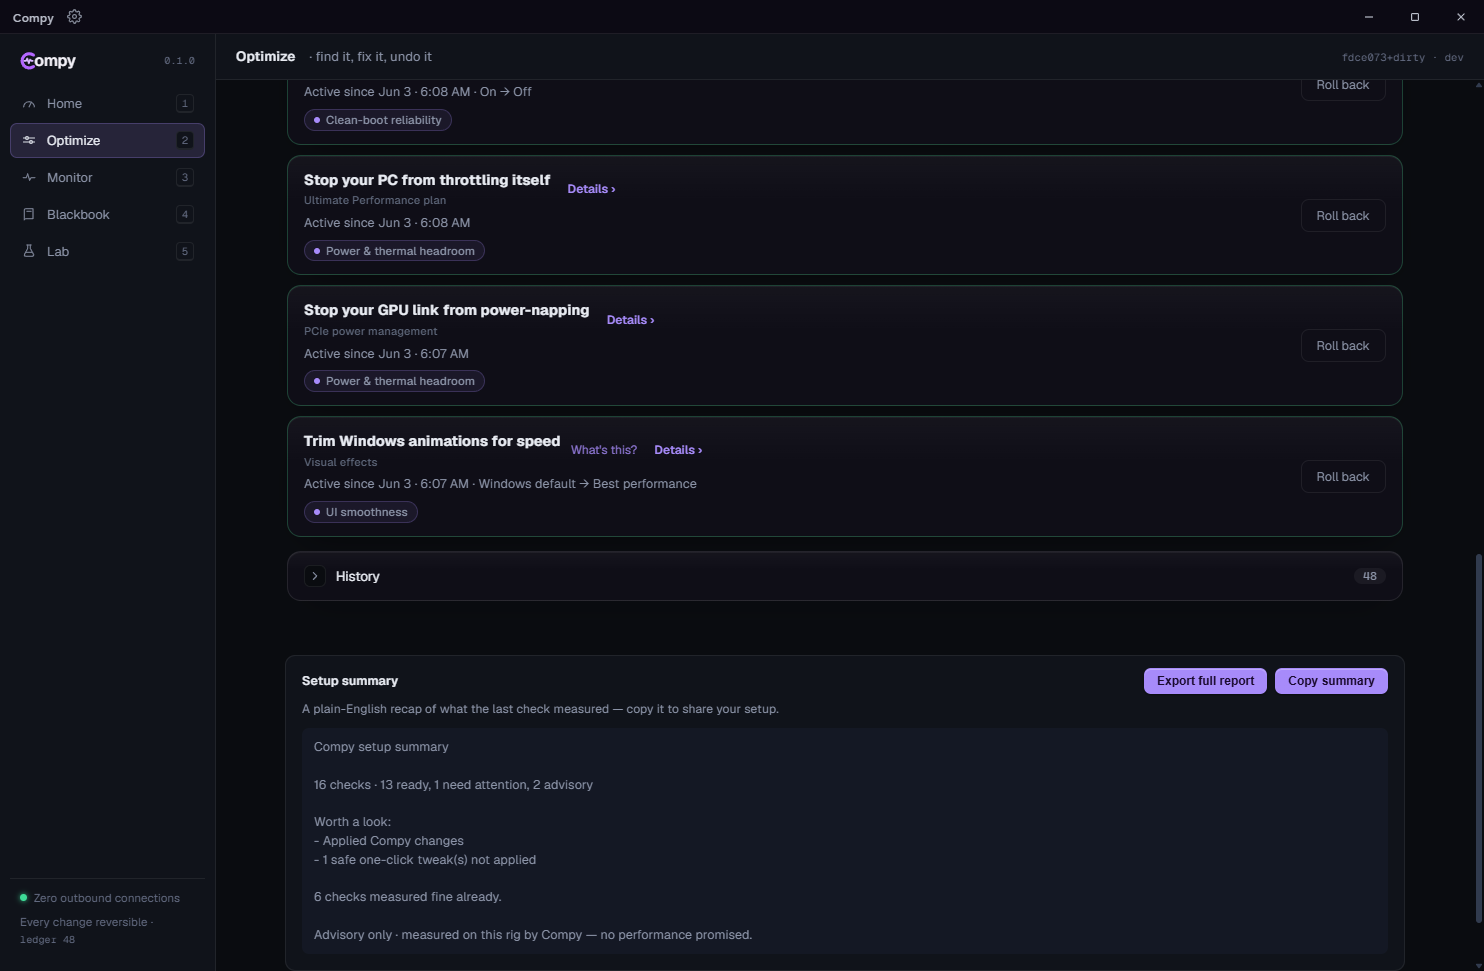 Compy
Compy
0.1.0
Home 1
Optimize 2
Monitor 3
Blackbook 4
Lab 5
Zero outbound connections
Every change reversible ·
ledger 48
Optimize · find it, fix it, undo it
fdce073+dirty · dev
Active since Jun 3 · 6:08 AM · On → Off
Clean-boot reliability
Roll back
Stop your PC from throttling itself Details ›
Ultimate Performance plan
Active since Jun 3 · 6:08 AM
Power & thermal headroom
Roll back
Stop your GPU link from power-napping Details ›
PCIe power management
Active since Jun 3 · 6:07 AM
Power & thermal headroom
Roll back
Trim Windows animations for speed What's this? Details ›
Visual effects
Active since Jun 3 · 6:07 AM · Windows default → Best performance
UI smoothness
Roll back
History 48
Setup summary
Export full report
Copy summary
A plain-English recap of what the last check measured — copy it to share your setup.
Compy setup summary
16 checks · 13 ready, 1 need attention, 2 advisory
Worth a look:
- Applied Compy changes
- 1 safe one-click tweak(s) not applied
6 checks measured fine already.
Advisory only · measured on this rig by Compy — no performance promised.